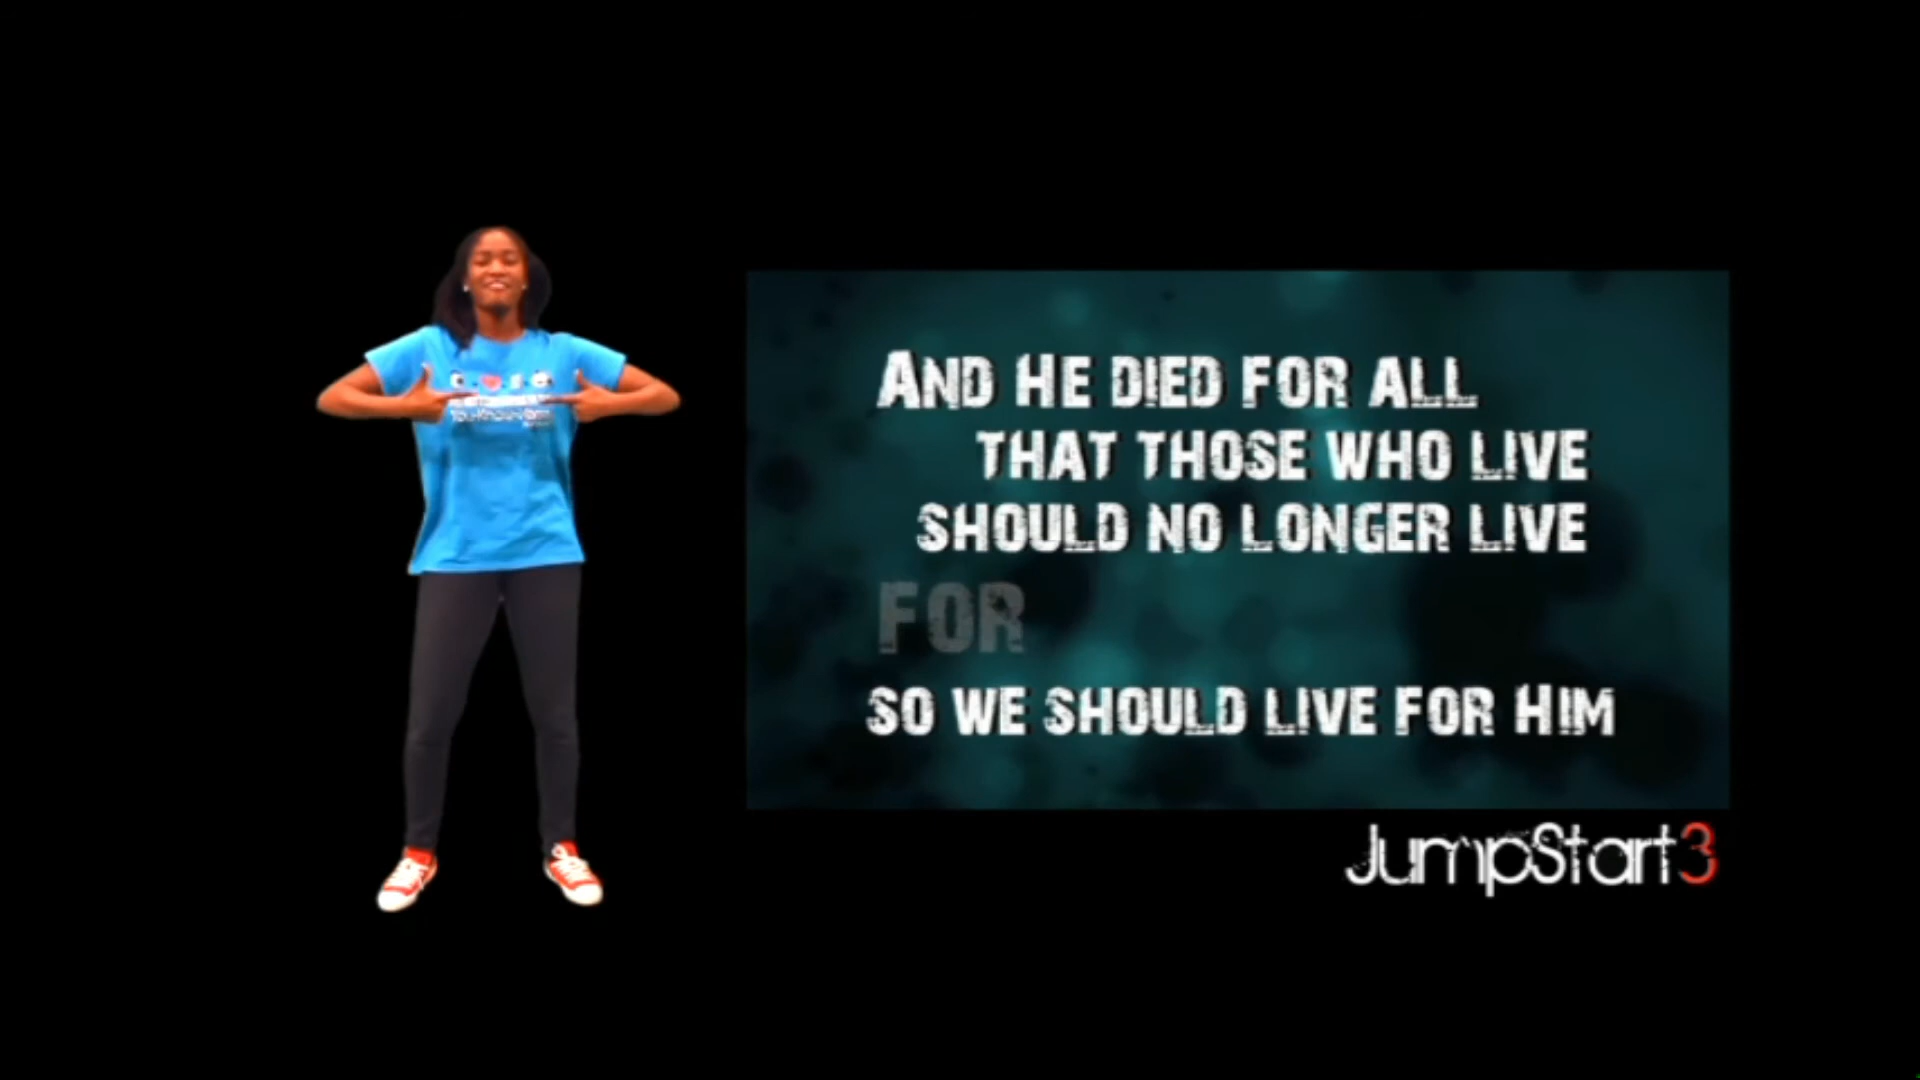 AND HE DIED FOR ALL
THAT THOSE WHO LIVE
SHOULD NO LONGER LIVE
FOR
SO WE SHOULD LIVE FOR HIM
JumpStart3